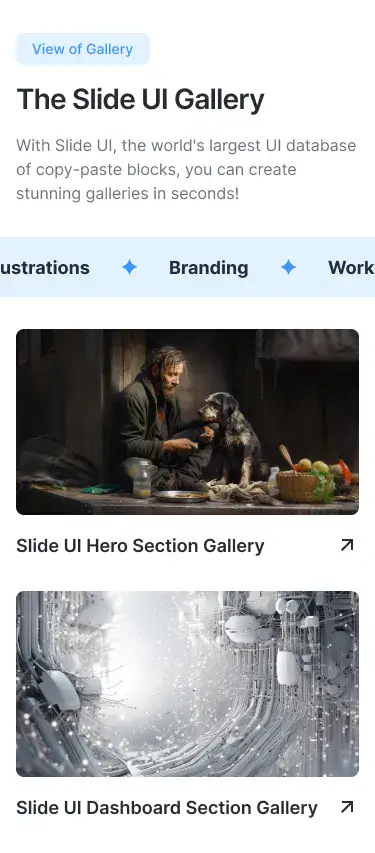 View of Gallery
The Slide UI Gallery
With Slide UI, the world's largest UI database
of copy-paste blocks, you can create
stunning galleries in seconds!
ustrations ✦ Branding ✦ Work
Slide UI Hero Section Gallery
Slide UI Dashboard Section Gallery